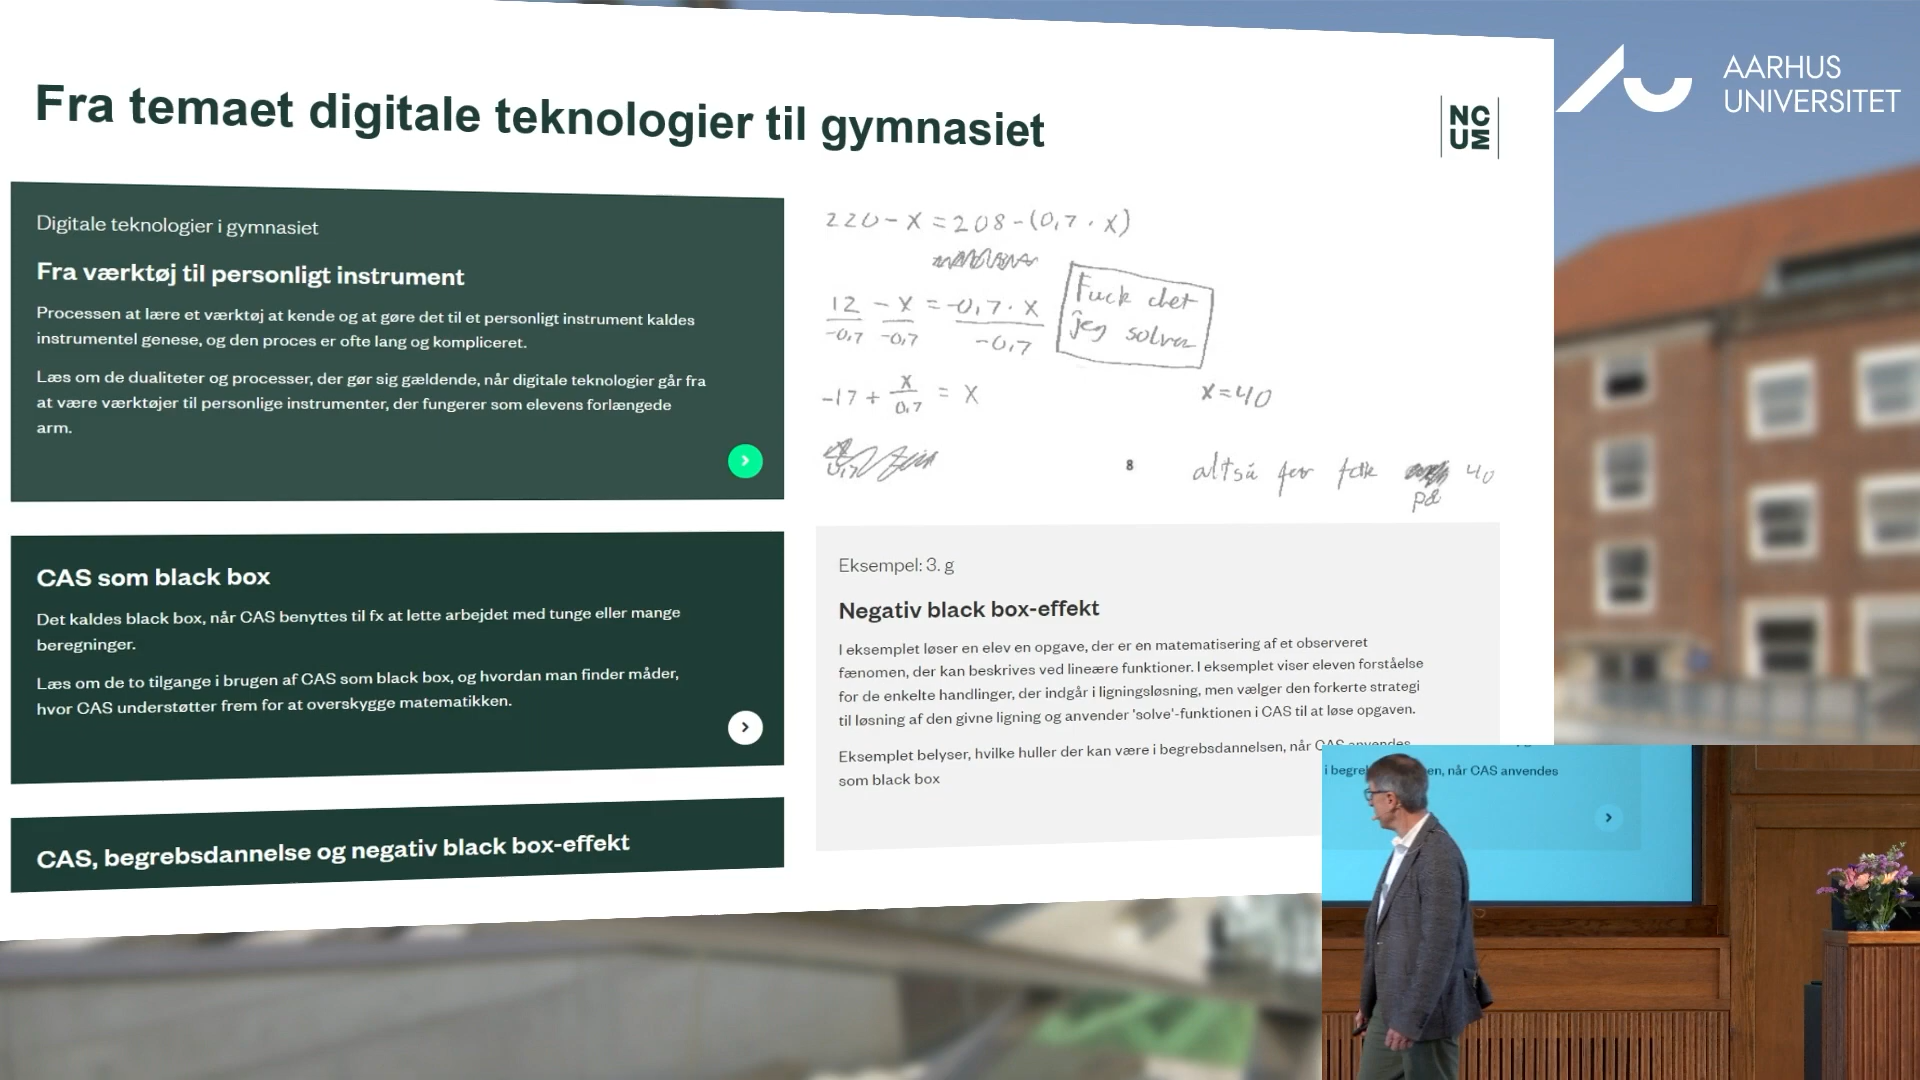 Fra temaet digitale teknologier til gymnasiet
NC
UM
AARHUS
UNIVERSITET
Digitale teknologier i gymnasiet
Fra værktøj til personligt instrument
Processen at lære et værktøj at kende og at gøre det til et personligt instrument kaldes
instrumentel genese, og den proces er ofte lang og kompliceret.
Læs om de dualiteter og processer, der gør sig gældende, når digitale teknologier går fra
at være værktøjer til personlige instrumenter, der fungerer som elevens forlængede
arm.
CAS som black box
Det kaldes black box, når CAS benyttes til fx at lette arbejdet med tunge eller mange
beregninger.
Læs om de to tilgange i brugen af CAS som black box, og hvordan man finder måder,
hvor CAS understøtter frem for at overskygge matematikken.
CAS, begrebsdannelse og negativ black box-effekt
220 - x = 208 - (0,7 · x)
12 - x = -0,7 · x
-0,7 -0,7 -0,7
Fuck det
jeg solver
-17 + x = x
0,7
x = 40
8
altså for 40
på
Eksempel: 3. g
Negativ black box-effekt
I eksemplet løser en elev en opgave, der er en matematisering af et observeret
fænomen, der kan beskrives ved lineære funktioner. I eksemplet viser eleven forståelse
for de enkelte handlinger, der indgår i ligningsløsning, men vælger den forkerte strategi
til løsning af den givne ligning og anvender 'solve'-funktionen i CAS til at løse opgaven.
Eksemplet belyser, hvilke huller der kan være i begrebsdannelsen, når CAS anvendes
som black box
i begre en, når CAS anvendes